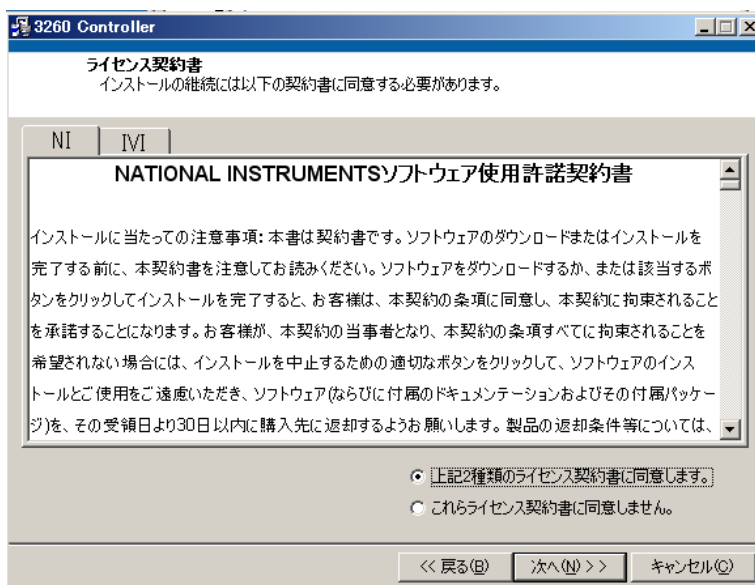 3260 Controller
ライセンス契約書
インストールの継続には以下の契約書に同意する必要があります。
NI
IVI
NATIONAL INSTRUMENTSソフトウェア使用許諾契約書
インストールに当たっての注意事項: 本書は契約書です。ソフトウェアのダウンロードまたはインストールを
完了する前に、本契約書を注意してお読みください。ソフトウェアをダウンロードするか、または該当するボ
タンをクリックしてインストールを完了すると、お客様は、本契約の条項に同意し、本契約に拘束されること
を承諾することになります。お客様が、本契約の当事者となり、本契約の条項すべてに拘束されることを
希望されない場合には、インストールを中止するための適切なボタンをクリックして、ソフトウェアのインス
トールとご使用をご遠慮いただき、ソフトウェア(ならびに付属のドキュメンテーションおよびその付属パッケー
ジ)を、その受領日より30日以内に購入先に返却するようお願いします。製品の返却条件等については、
上記2種類のライセンス契約書に同意します。
これらライセンス契約書に同意しません。
<< 戻る(B)
次へ(N) >>
キャンセル(C)